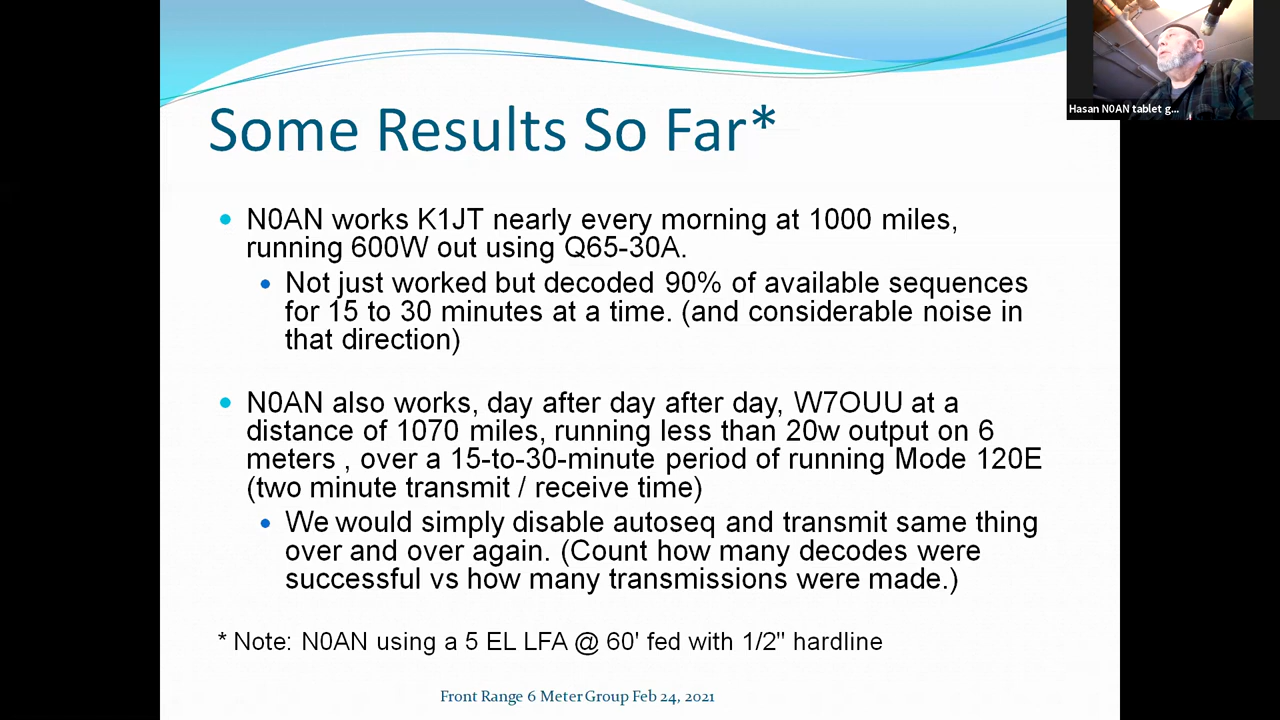 Hasan N0AN tablet g...
Some Results So Far*
• N0AN works K1JT nearly every morning at 1000 miles,
running 600W out using Q65-30A.
• Not just worked but decoded 90% of available sequences
for 15 to 30 minutes at a time. (and considerable noise in
that direction)
• N0AN also works, day after day after day, W7OUU at a
distance of 1070 miles, running less than 20w output on 6
meters , over a 15-to-30-minute period of running Mode 120E
(two minute transmit / receive time)
• We would simply disable autoseq and transmit same thing
over and over again. (Count how many decodes were
successful vs how many transmissions were made.)
* Note: N0AN using a 5 EL LFA @ 60' fed with 1/2" hardline
Front Range 6 Meter Group Feb 24, 2021